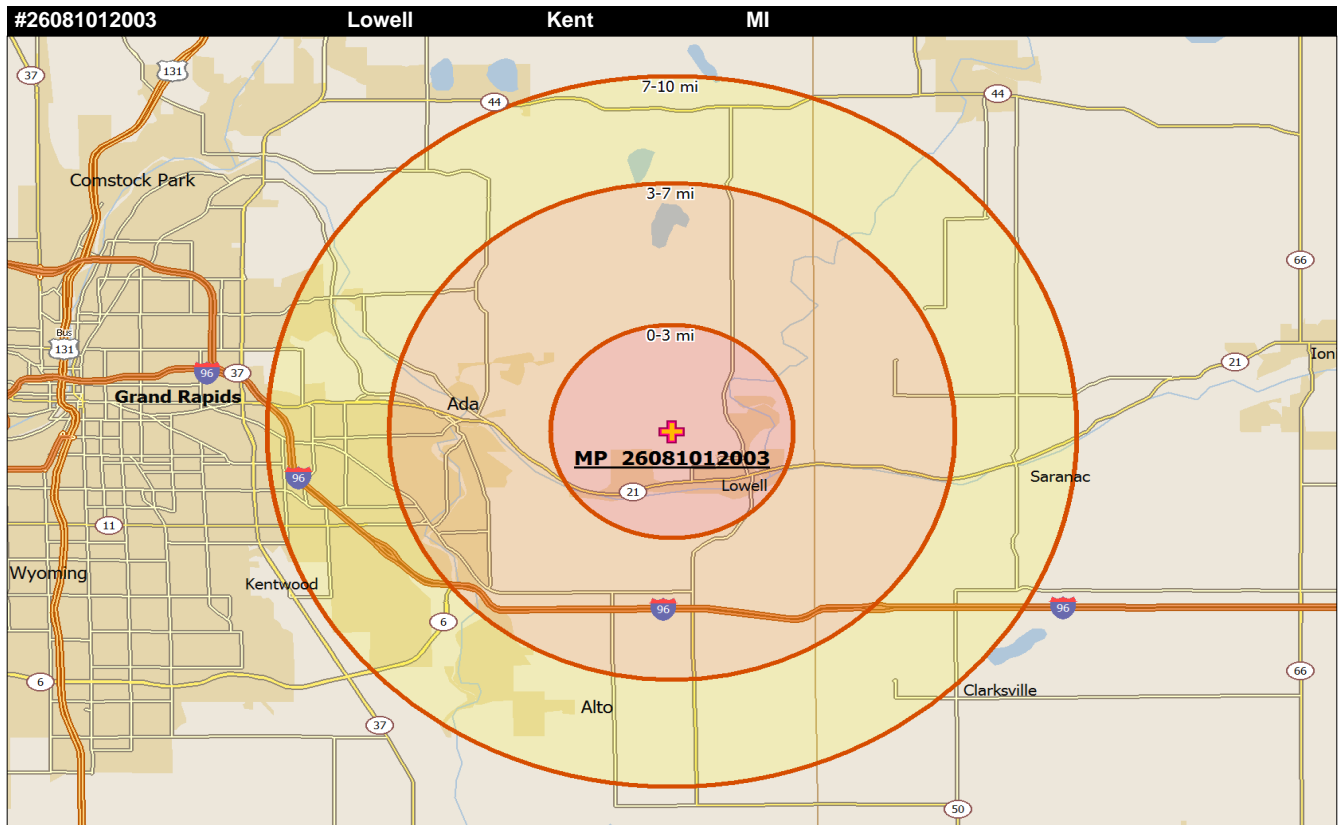 #26081012003 Lowell Kent MI
37
131
7-10 mi
44
44
Comstock Park
3-7 mi
66
Bus
131
0-3 mi
21
Ion
96
37
Grand Rapids
Ada
MP 26081012003
96
Saranac
21
Lowell
11
Wyoming
Kentwood
96
96
6
66
6
Clarksville
Alto
37
50